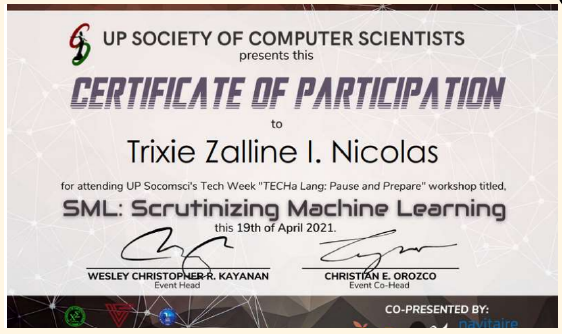 UP SOCIETY OF COMPUTER SCIENTISTS
presents this
CERTIFICATE OF PARTICIPATION
to
Trixie Zalline I. Nicolas
for attending UP Socomsci's Tech Week "TECHa Lang: Pause and Prepare" workshop titled,
SML: Scrutinizing Machine Learning
this 19th of April 2021.
WESLEY CHRISTOPHER R. KAYANAN
Event Head
CHRISTIAN E. OROZCO
Event Co-Head
CO-PRESENTED BY:
navitaire